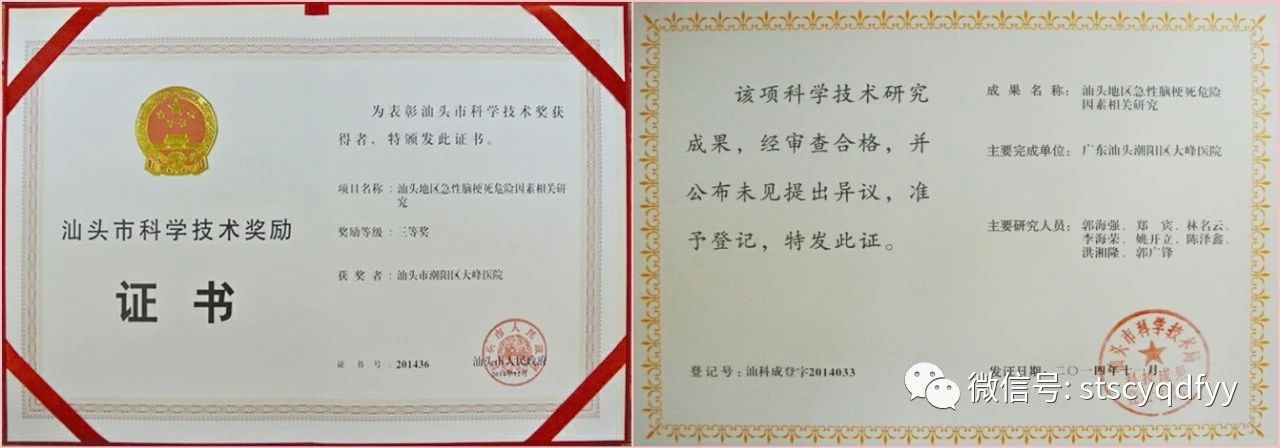 为表彰汕头市科学技术奖获
得者，特颁发此证书。
汕头市科学技术奖励
证书
项目名称：汕头地区急性脑梗死危险因素相关研
究
奖励等级：三等奖
获奖者：汕头市潮阳区大峰医院
证书号：201436
汕头市人民政府
该项科学技术研究
成果，经审查合格，并
公布未见提出异议，准
予登记，特发此证。
成果名称：汕头地区急性脑梗死危险
因素相关研究
主要完成单位：广东汕头潮阳区大峰医院
主要研究人员：郭海强、郑宾、林名云、
李海荣、姚开立、陈泽鑫、
洪湘隆、郭广锋
登记号：汕科成登字2014033
发证日期：二〇一四年十一月
汕头市科学技术局
微信号: stscyqdfyy